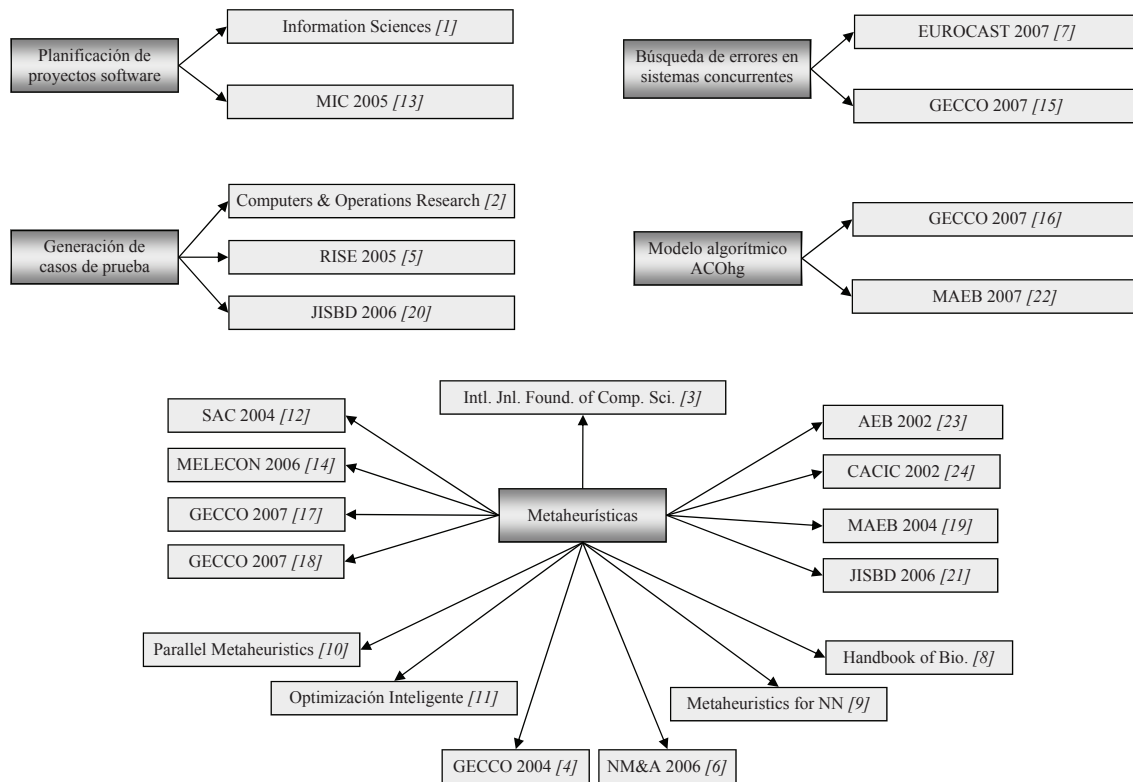 Information Sciences [1]
Planificación de
proyectos software
MIC 2005 [13]
EUROCAST 2007 [7]
Búsqueda de errores en
sistemas concurrentes
GECCO 2007 [15]
Computers & Operations Research [2]
Generación de
casos de prueba
RISE 2005 [5]
JISBD 2006 [20]
GECCO 2007 [16]
Modelo algorítmico
ACOhg
MAEB 2007 [22]
Intl. Jnl. Found. of Comp. Sci. [3]
SAC 2004 [12]
MELECON 2006 [14]
GECCO 2007 [17]
GECCO 2007 [18]
Metaheurísticas
AEB 2002 [23]
CACIC 2002 [24]
MAEB 2004 [19]
JISBD 2006 [21]
Parallel Metaheuristics [10]
Optimización Inteligente [11]
GECCO 2004 [4]
NM&A 2006 [6]
Metaheuristics for NN [9]
Handbook of Bio. [8]